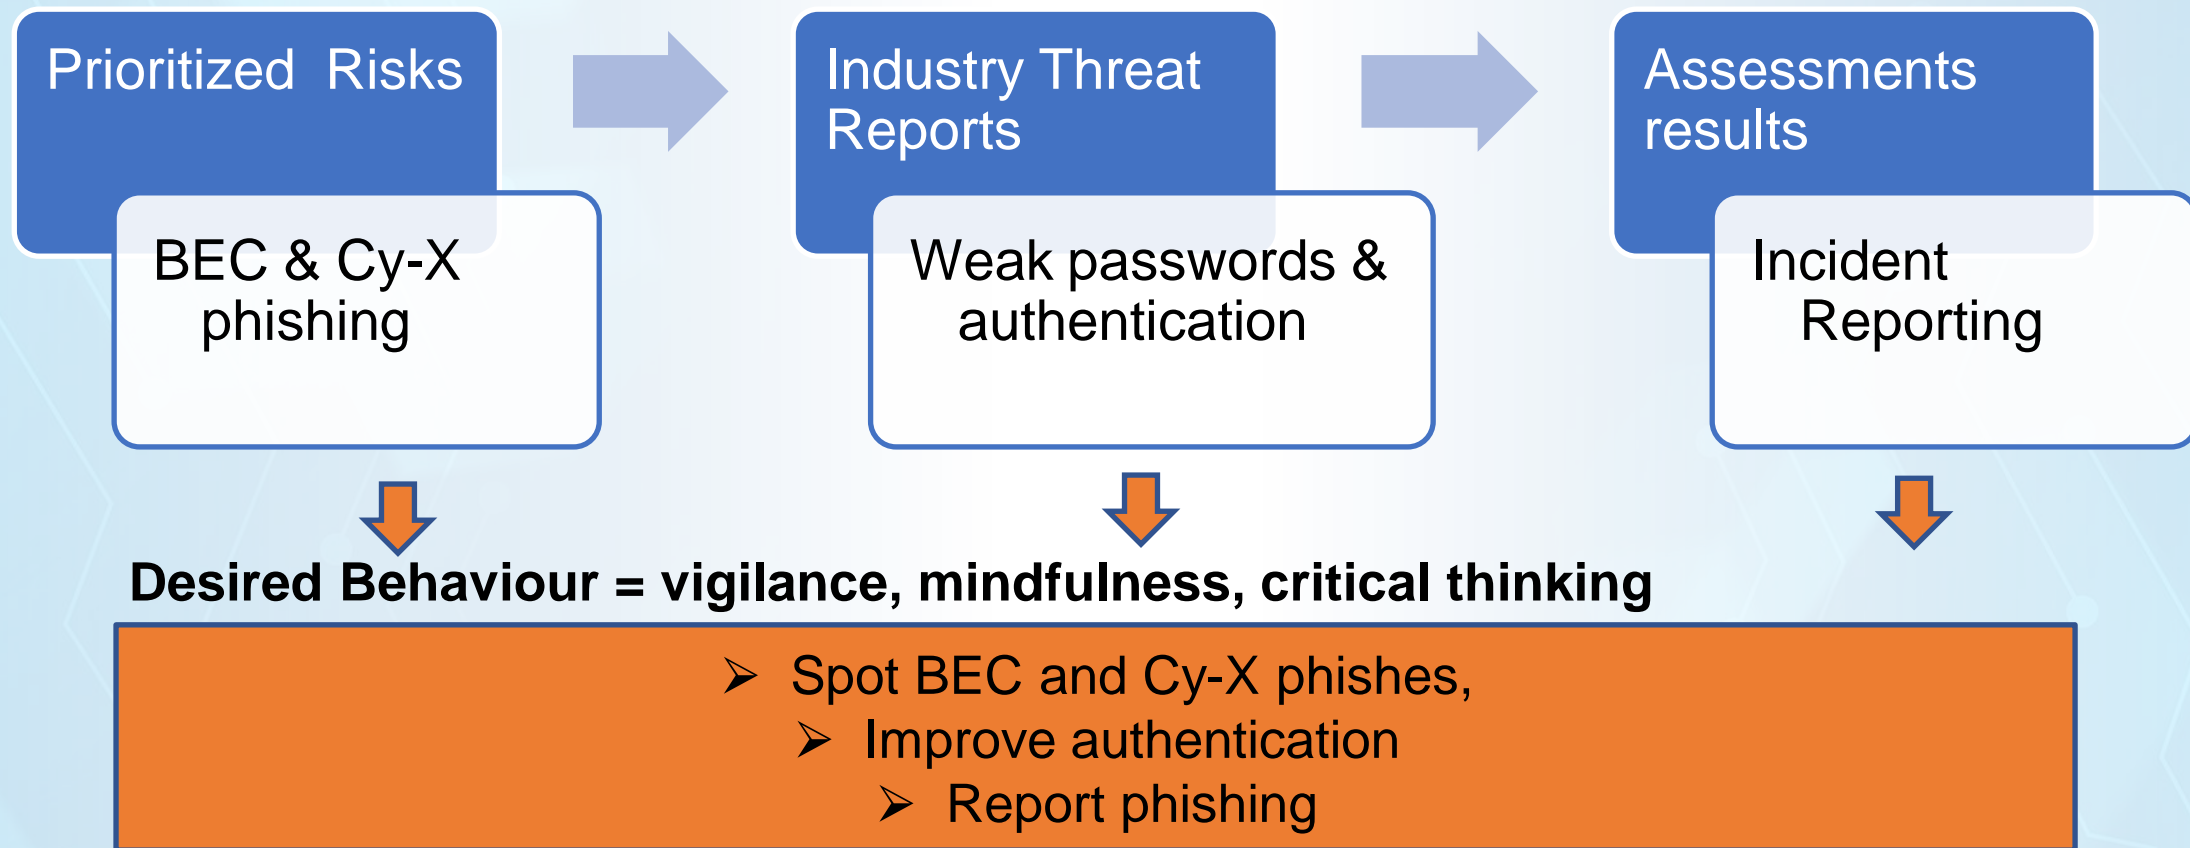 Prioritized Risks
BEC & Cy-X
phishing
Industry Threat
Reports
Weak passwords &
authentication
Assessments
results
Incident
Reporting
Desired Behaviour = vigilance, mindfulness, critical thinking
➢ Spot BEC and Cy-X phishes,
➢ Improve authentication
➢ Report phishing